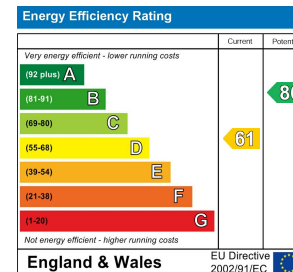 Energy Efficiency Rating
Current
Very energy efficient - lower running costs
(92 plus) A
(81-91) B
(69-80) C
(55-68) D
61
(39-54) E
(21-38) F
(1-20) G
Not energy efficient - higher running costs
England & Wales
EU Directive
2002/91/EC